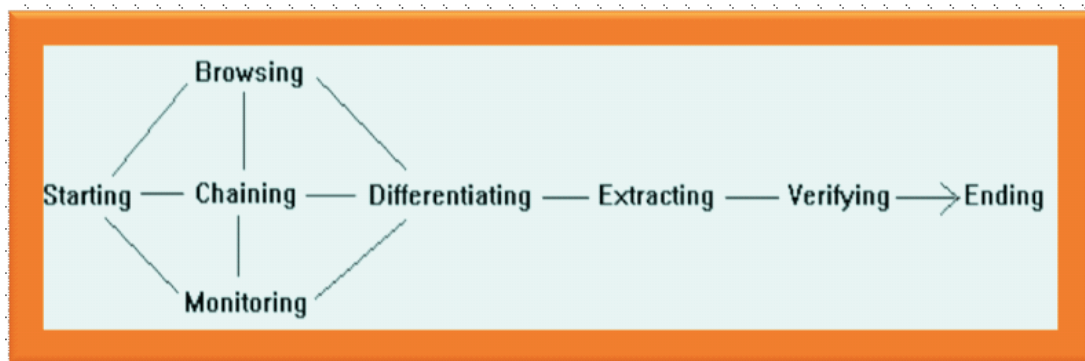 Browsing
Starting Chaining Differentiating Extracting Verifying Ending
Monitoring